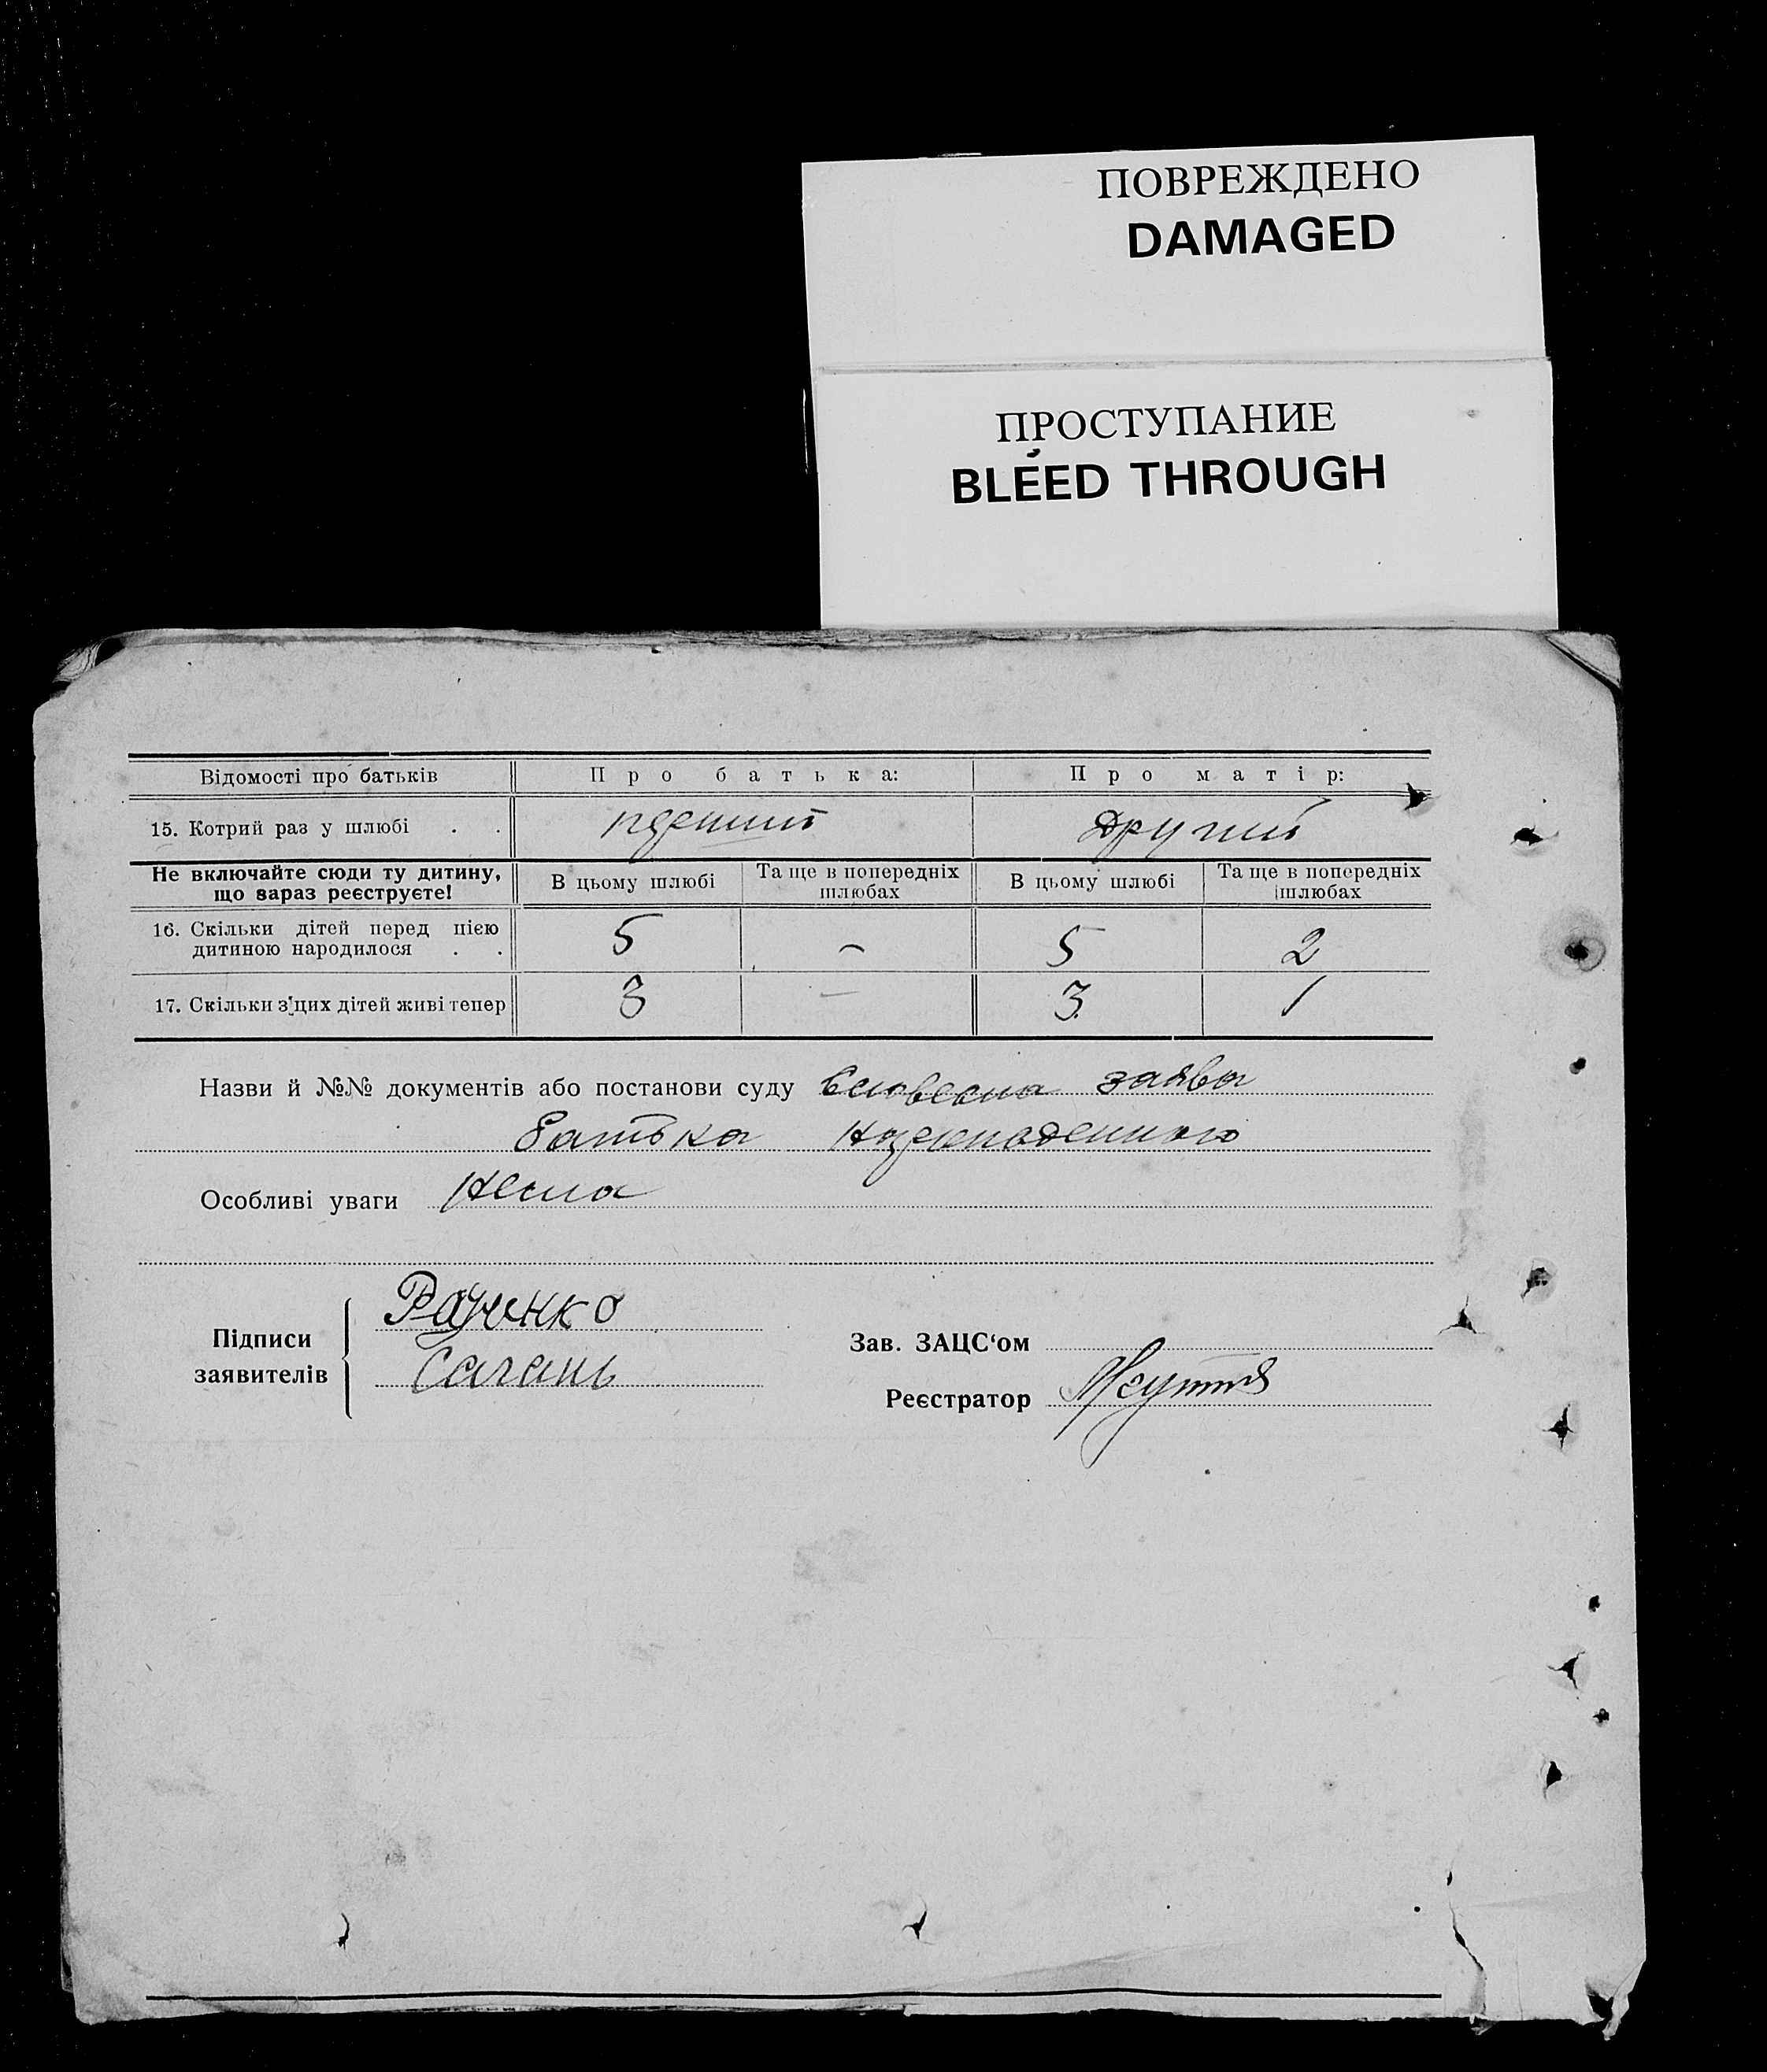 ПОВРЕЖДЕНО
DAMAGED
ПРОСТУПАНИЕ
BLEED THROUGH
Відомості про батьків Про батька: Про матір:
15. Котрий раз у шлюбі . . перший другий
Не включайте сюди ту дитину, що зараз реєструєте! В цьому шлюбі Та ще в попередніх шлюбах В цьому шлюбі Та ще в попередніх шлюбах
16. Скільки дітей перед цією
дитиною народилося . . 5 – 5 2
17. Скільки з'цих дітей живі тепер 3 — 3 1
Назви й №№ документів або постанови суду Словесна заява
батька
Особливі уваги Нема
Підписи
заявителів
Зав. ЗАЦС‘ом
Реєстратор